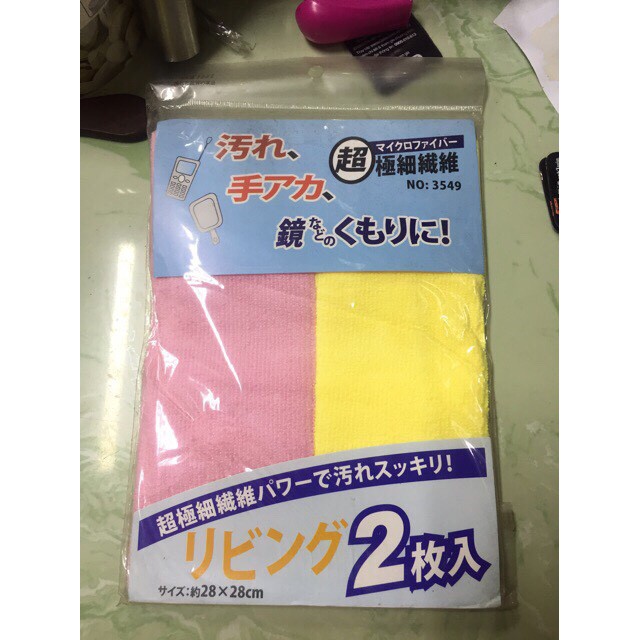 汚れ、
マイクロファイバー
超極細繊維
手アカ、
NO: 3549
鏡などのくもりに!
超極細繊維パワーで汚れスッキリ!
リビング 2枚入
サイズ:約28×28cm